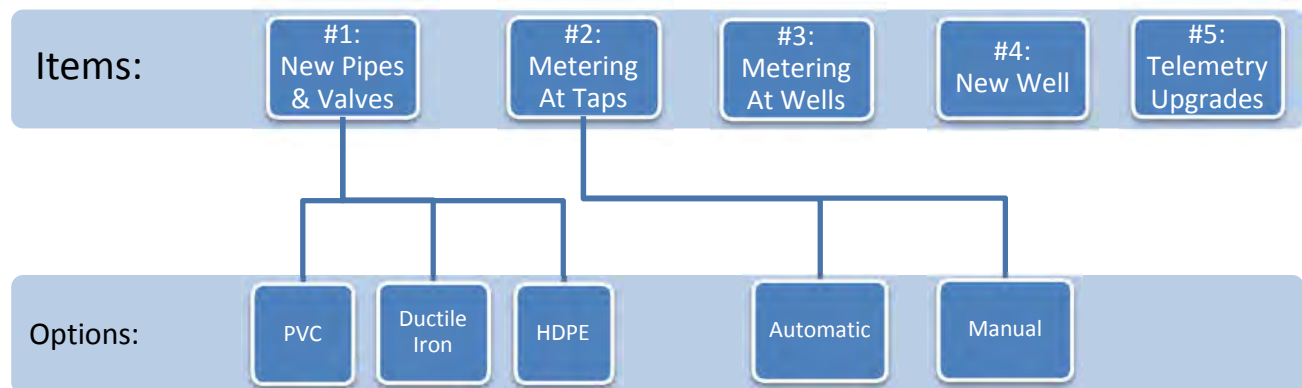 Items:
#1:
New Pipes
& Valves
#2:
Metering
At Taps
#3:
Metering
At Wells
#4:
New Well
#5:
Telemetry
Upgrades
Options:
PVC
Ductile
Iron
HDPE
Automatic
Manual